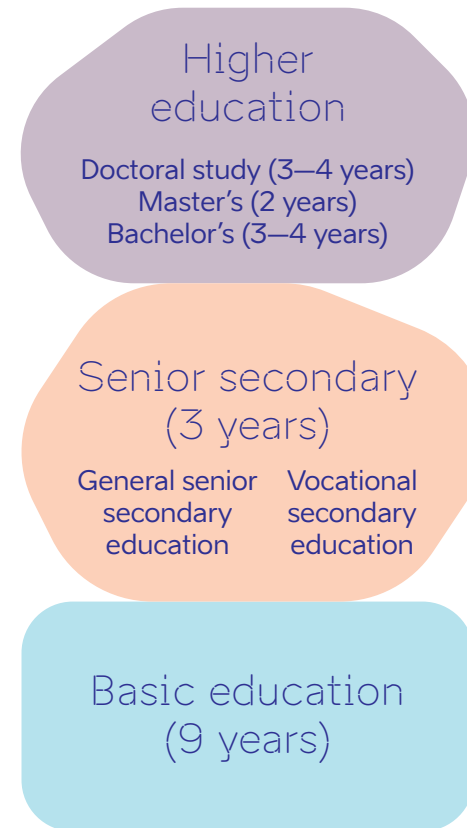 Higher
education
Doctoral study (3—4 years)
Master’s (2 years)
Bachelor’s (3—4 years)
Senior secondary
(3 years)
General senior
secondary
education
Vocational
secondary
education
Basic education
(9 years)